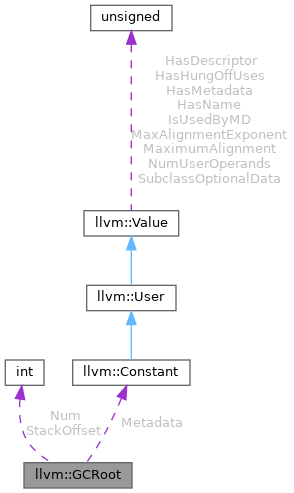 unsigned
HasDescriptor
HasHungOffUses
HasMetadata
HasName
IsUsedByMD
MaxAlignmentExponent
MaximumAlignment
NumUserOperands
SubclassOptionalData
llvm::Value
llvm::User
int
llvm::Constant
Num
StackOffset
Metadata
llvm::GCRoot